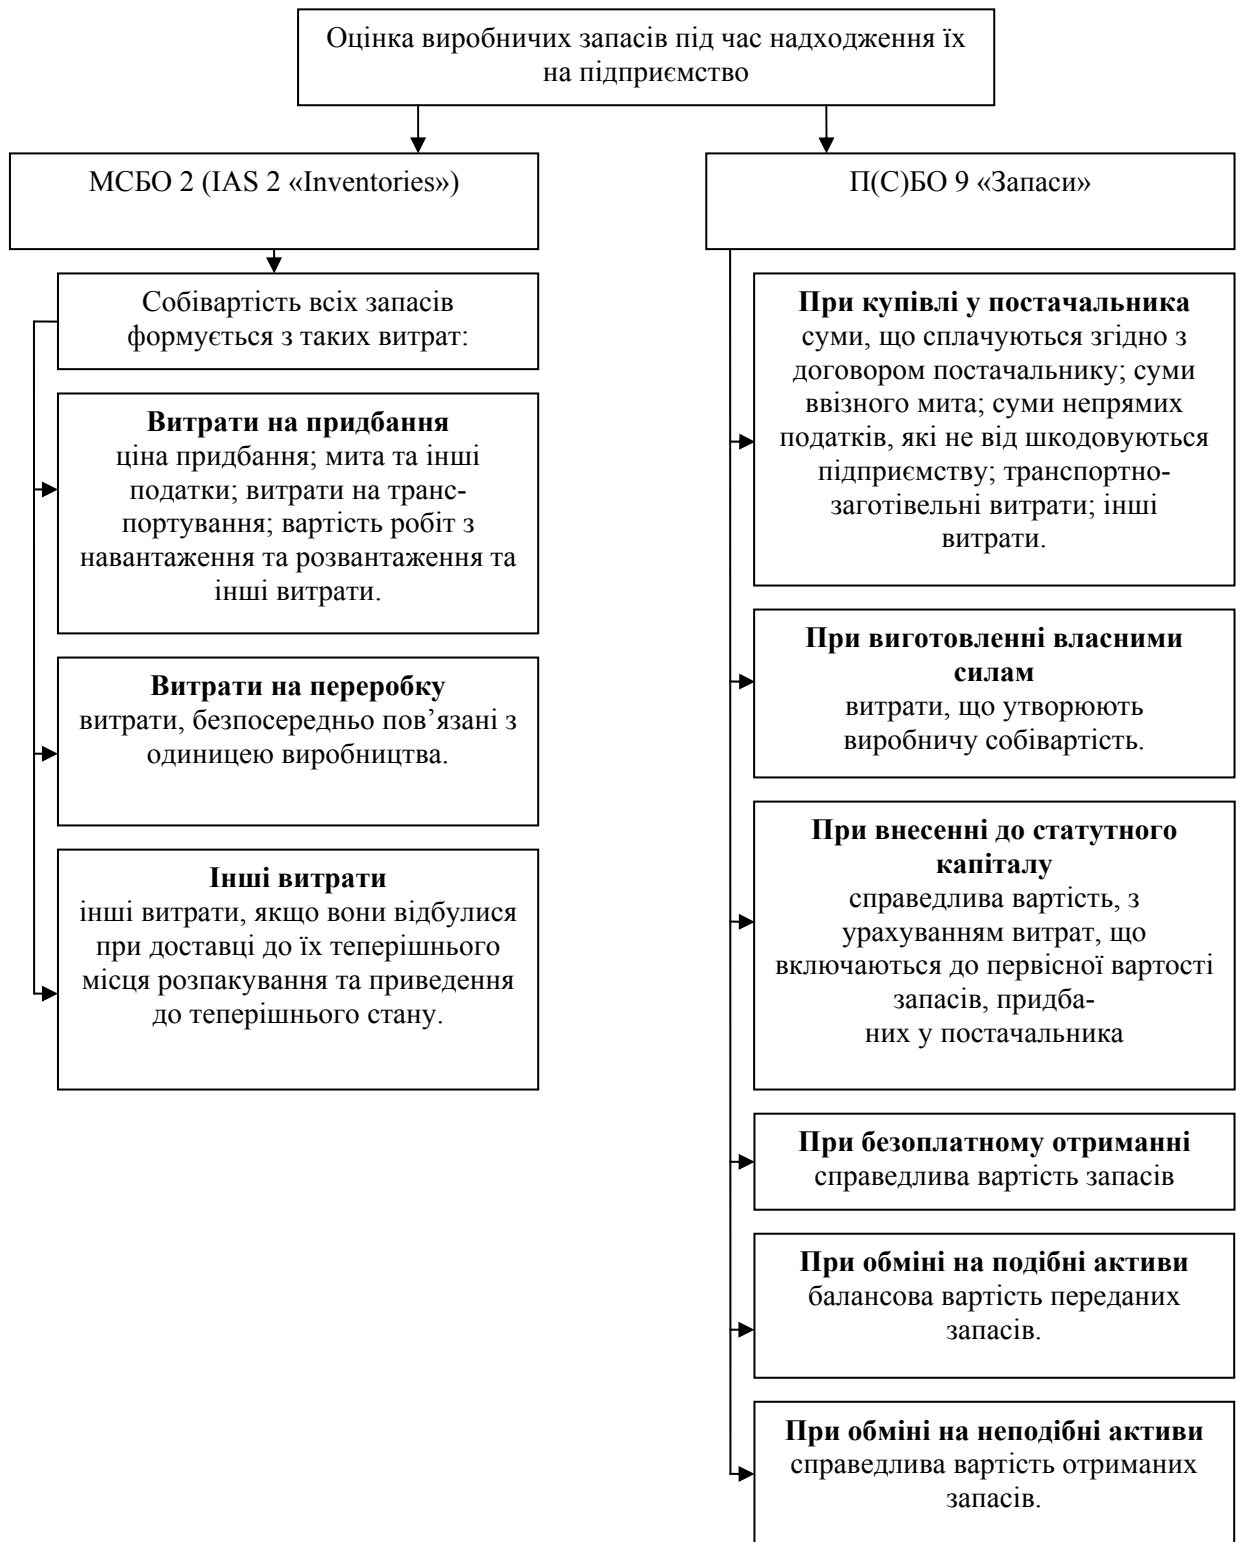 Оцінка виробничих запасів під час надходження їх
на підприємство
МСБО 2 (IAS 2 «Inventories»)
Собівартість всіх запасів
формується з таких витрат:
Витрати на придбання
ціна придбання; мита та інші
податки; витрати на транс-
портування; вартість робіт з
навантаження та розвантаження та
інші витрати.
Витрати на переробку
витрати, безпосередньо пов’язані з
одиницею виробництва.
Інші витрати
інші витрати, якщо вони відбулися
при доставці до їх теперішнього
місця розпакування та приведення
до теперішнього стану.
П(С)БО 9 «Запаси»
При купівлі у постачальника
суми, що сплачуються згідно з
договором постачальнику; суми
ввізного мита; суми непрямих
податків, які не від шкодовуються
підприємству; транспортно-
заготівельні витрати; інші
витрати.
При виготовленні власними
силам
витрати, що утворюють
виробничу собівартість.
При внесенні до статутного
капіталу
справедлива вартість, з
урахуванням витрат, що
включаються до первісної вартості
запасів, придба-
них у постачальника
При безоплатному отриманні
справедлива вартість запасів
При обміні на подібні активи
балансова вартість переданих
запасів.
При обміні на неподібні активи
справедлива вартість отриманих
запасів.